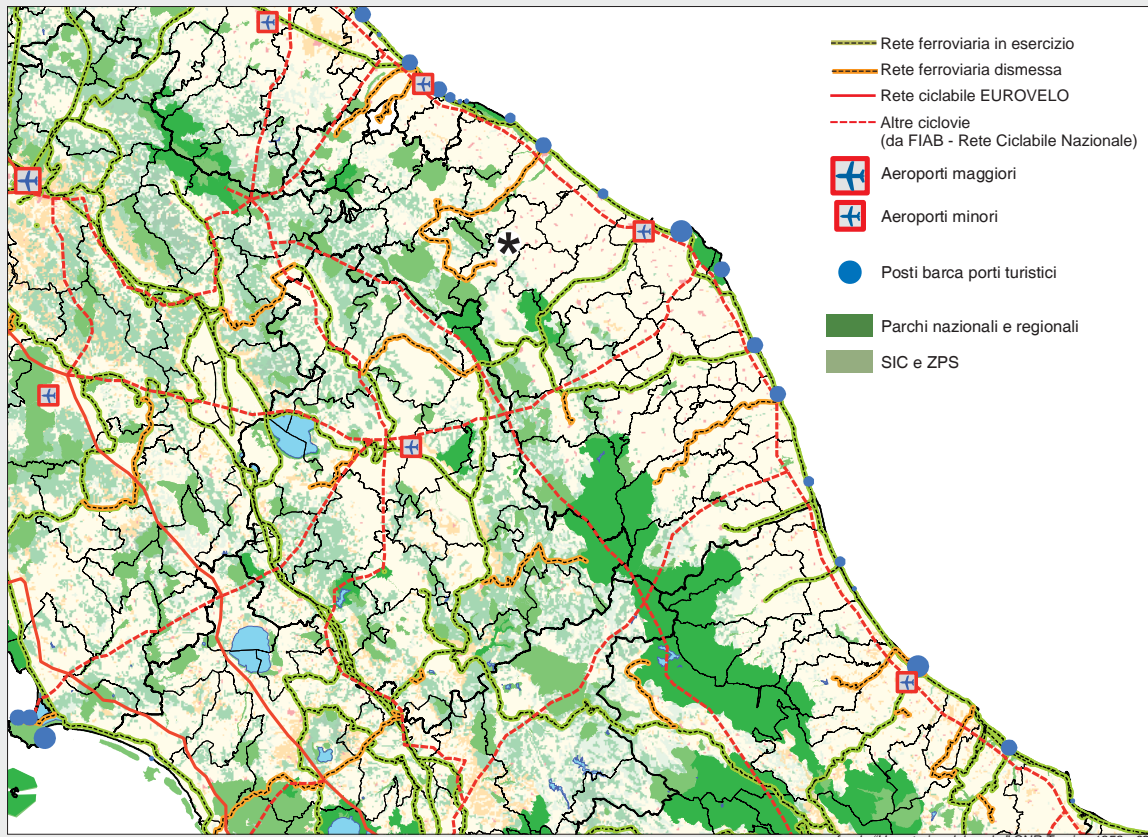 Rete ferroviaria in esercizio
Rete ferroviaria dismessa
Rete ciclabile EUROVELO
Altre ciclovie
(da FIAB - Rete Ciclabile Nazionale)
Aeroporti maggiori
Aeroporti minori
Posti barca porti turistici
Parchi nazionali e regionali
SIC e ZPS
*